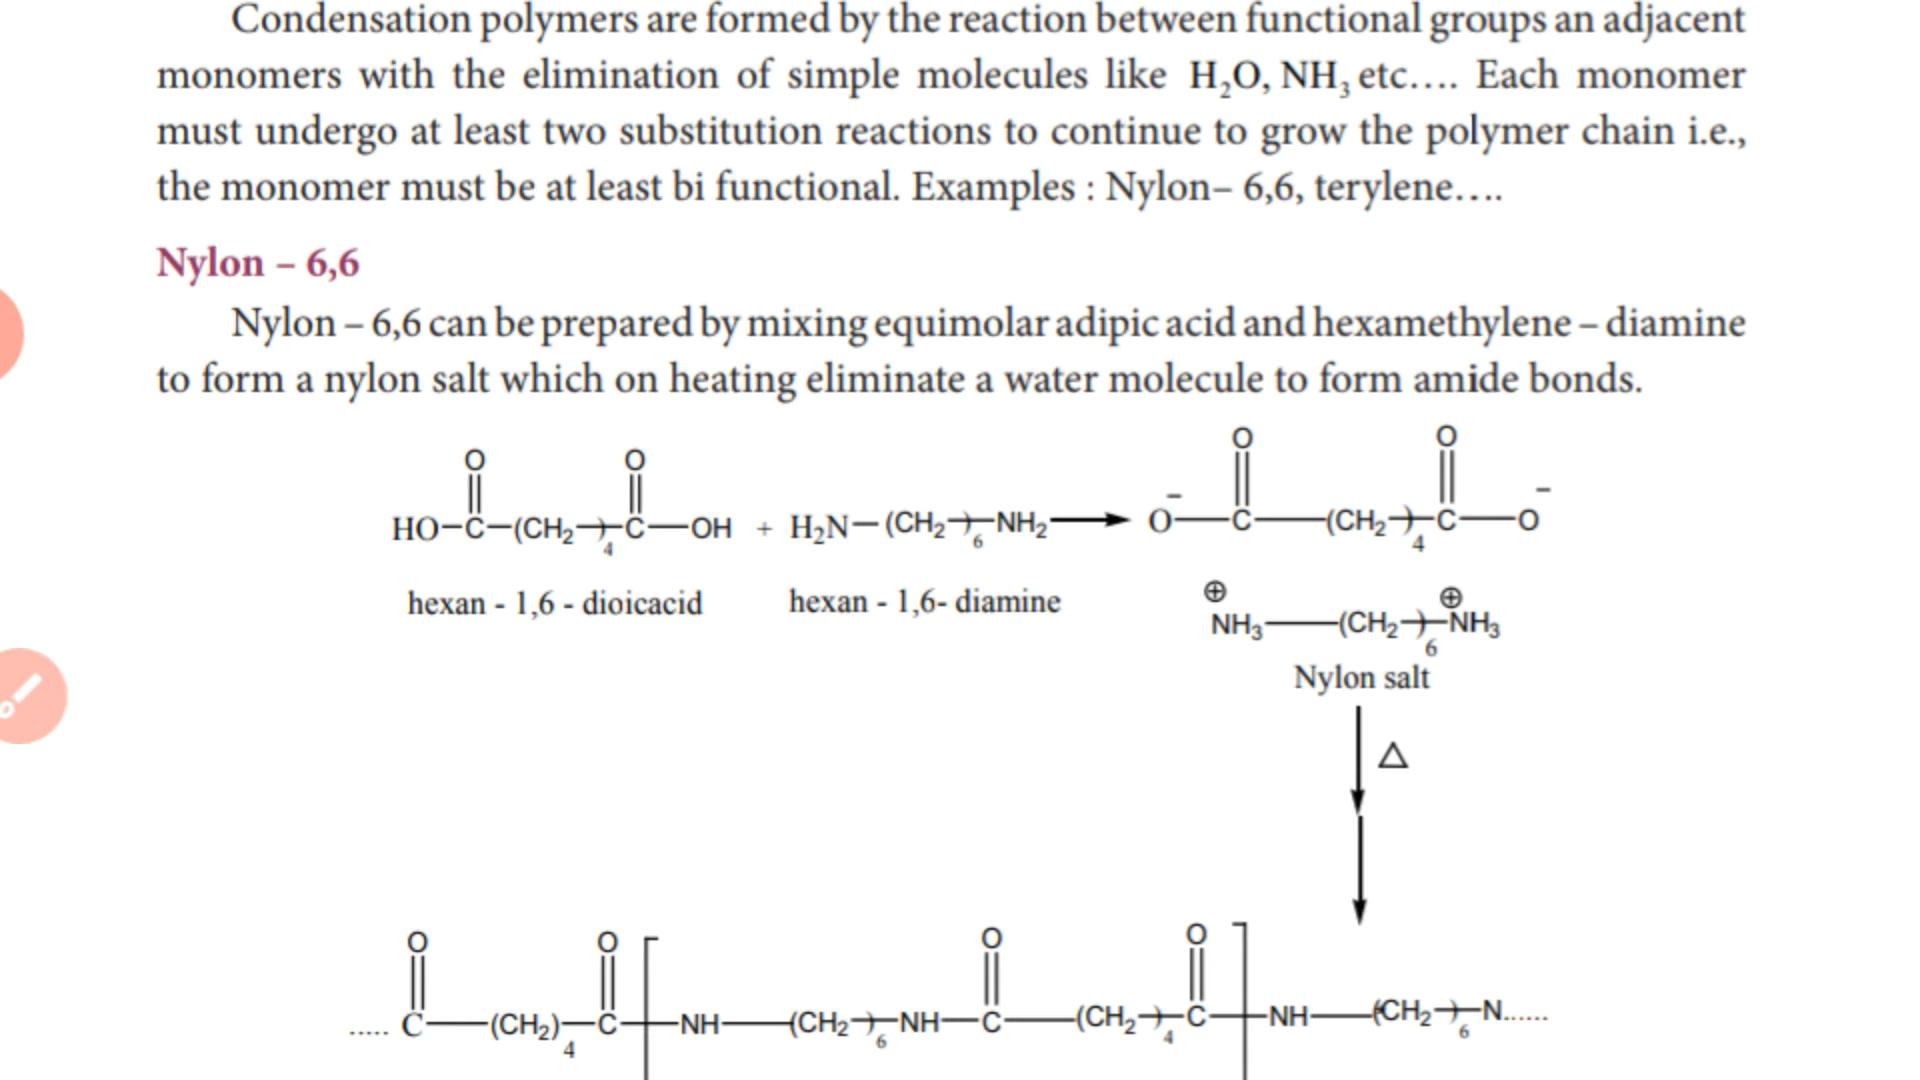 Condensation polymers are formed by the reaction between functional groups an adjacent
monomers with the elimination of simple molecules like H₂O, NH₃ etc.... Each monomer
must undergo at least two substitution reactions to continue to grow the polymer chain i.e.,
the monomer must be at least bi functional. Examples : Nylon– 6,6, terylene....
Nylon – 6,6
Nylon – 6,6 can be prepared by mixing equimolar adipic acid and hexamethylene – diamine
to form a nylon salt which on heating eliminate a water molecule to form amide bonds.
O O O O
HO–C–(CH₂)₄–C–OH + H₂N–(CH₂)₆–NH₂ → ⁻O–C–(CH₂)₄–C–O⁻
hexan - 1,6 - dioicacid hexan - 1,6- diamine
⊕ ⊕
NH₃–(CH₂)₆–NH₃
Nylon salt
Δ
O O O O
..... C–(CH₂)₄–C–[NH–(CH₂)₆–NH–C–(CH₂)₄–C]–NH–(CH₂)₆–N......